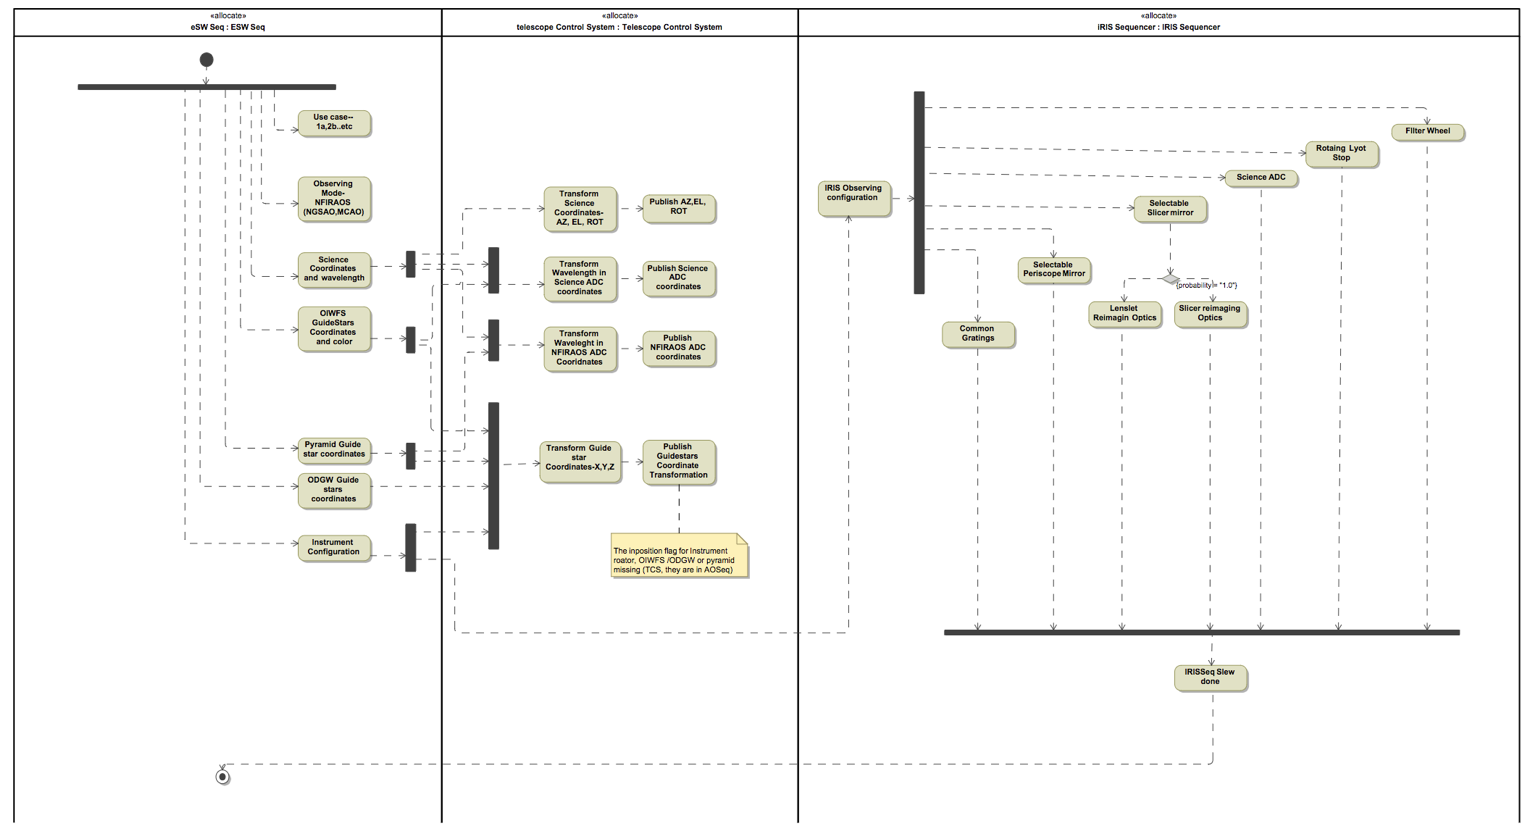 «allocate»
eSW Seq : ESW Seq
«allocate»
telescope Control System : Telescope Control System
«allocate»
iRIS Sequencer : IRIS Sequencer
Use case--
1a,2b..etc
Observing
Mode-
NFIRAOS
(NGSAO,MCAO)
Science
Coordinates
and wavelength
OIWFS
GuideStars
Coordinates
and color
Pyramid Guide
star coordinates
ODGW Guide
stars
coordinates
Instrument
Configuration
Transform
Science
Coordinates-
AZ, EL, ROT
Publish AZ,EL,
ROT
Transform
Wavelength in
Science ADC
coordinates
Publish Science
ADC
coordinates
Transform
Waveleght in
NFIRAOS ADC
Cooridnates
Publish
NFIRAOS ADC
coordinates
Transform Guide
star
Coordinates-X,Y,Z
Publish
Guidestars
Coordinate
Transformation
The inposition flag for Instrument
roator, OIWFS /ODGW or pyramid
missing (TCS, they are in AOSeq)
IRIS Observing
configuration
Filter Wheel
Rotaing Lyot
Stop
Science ADC
Selectable
Slicer mirror
Selectable
Periscope Mirror
{probability = "1.0"}
Lenslet
Reimagin Optics
Slicer reimaging
Optics
Common
Gratings
IRISSeq Slew
done